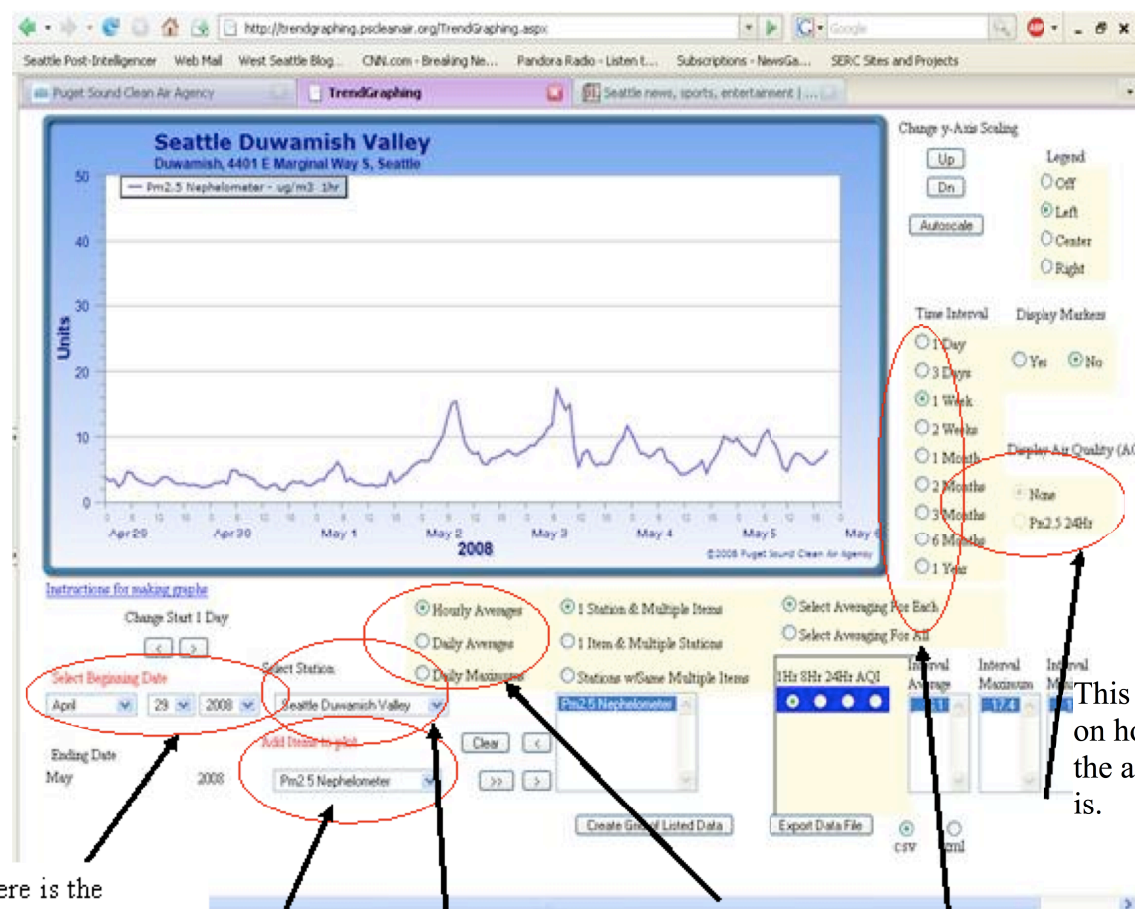 http://trendgraphing.pscleanair.org/TrendGraphing.aspx
Google
Seattle Post-Intelligencer Web Mail West Seattle Blog... CNN.com - Breaking Ne... Pandora Radio - Listen t... Subscriptions - NewsGa... SERC Sites and Projects
Puget Sound Clean Air Agency TrendGraphing Seattle news, sports, entertainment | ...
Seattle Duwamish Valley
Duwamish, 4401 E Marginal Way S, Seattle
Pm2.5 Nephelometer - ug/m3 1hr
Units
50
40
30
20
10
0
Apr 29 Apr 30 May 1 May 2 May 3 May 4 May 5 May 6
2008
©2008 Puget Sound Clean Air Agency
Change y-Axis Scaling
Up
Dn
Autoscale
Legend
Off
Left
Center
Right
Time Interval
1 Day
3 Days
1 Week
2 Weeks
1 Month
2 Months
3 Months
6 Months
1 Year
Display Markers
Yes No
Display Air Quality (AQ
None
Pm2.5 24Hr
Instructions for making graphs
Change Start 1 Day
< >
Select Beginning Date
April 29 2008
Ending Date
May 2008
Select Station
Seattle Duwamish Valley
Add Items to plot
Pm2.5 Nephelometer
Hourly Averages
Daily Averages
Daily Maximums
1 Station & Multiple Items
1 Item & Multiple Stations
Stations w/Same Multiple Items
Select Averaging For Each
Select Averaging For All
Clear <
>> >
Pm2.5 Nephelometer
1Hr 8Hr 24Hr AQI
Interval Average
Interval Maximum
17.4
Create Grid of Listed Data
Export Data File
csv xml
This
on ho
the a
is.
ere is the